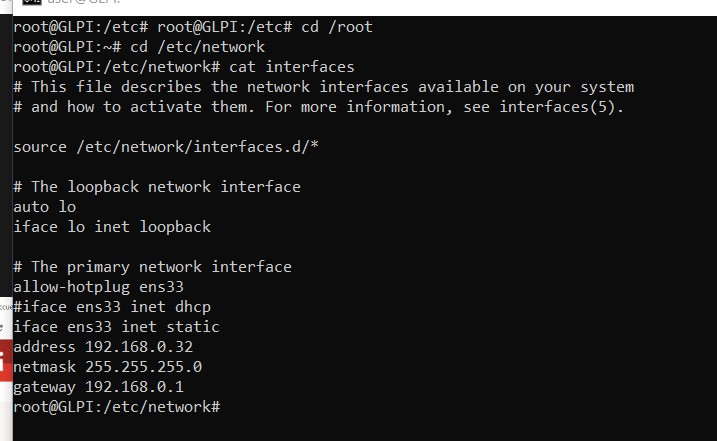 user@GLPI:
root@GLPI:/etc# root@GLPI:/etc# cd /root
root@GLPI:~# cd /etc/network
root@GLPI:/etc/network# cat interfaces
# This file describes the network interfaces available on your system
# and how to activate them. For more information, see interfaces(5).
source /etc/network/interfaces.d/*
# The loopback network interface
auto lo
iface lo inet loopback
# The primary network interface
allow-hotplug ens33
#iface ens33 inet dhcp
iface ens33 inet static
address 192.168.0.32
netmask 255.255.255.0
gateway 192.168.0.1
root@GLPI:/etc/network#